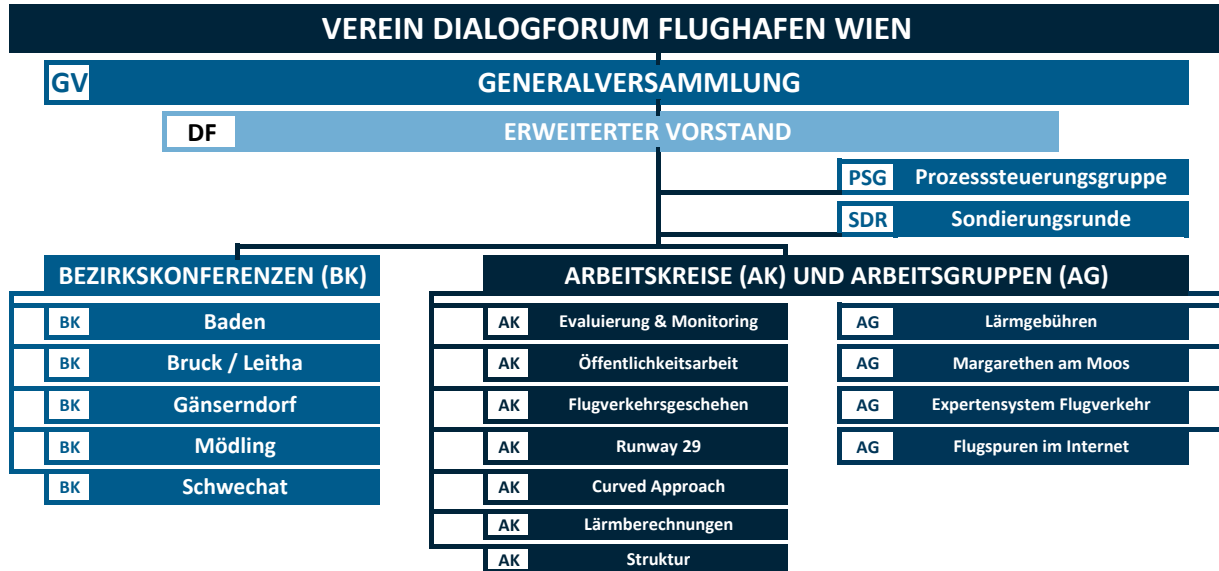 VEREIN DIALOGFORUM FLUGHAFEN WIEN
GV GENERALVERSAMMLUNG
DF ERWEITERTER VORSTAND
PSG Prozesssteuerungsgruppe
SDR Sondierungsrunde
BEZIRKSKONFERENZEN (BK)
BK Baden
BK Bruck / Leitha
BK Gänserndorf
BK Mödling
BK Schwechat
ARBEITSKREISE (AK) UND ARBEITSGRUPPEN (AG)
AK Evaluierung & Monitoring
AK Öffentlichkeitsarbeit
AK Flugverkehrsgeschehen
AK Runway 29
AK Curved Approach
AK Lärmberechnungen
AK Struktur
AG Lärmgebühren
AG Margarethen am Moos
AG Expertensystem Flugverkehr
AG Flugspuren im Internet